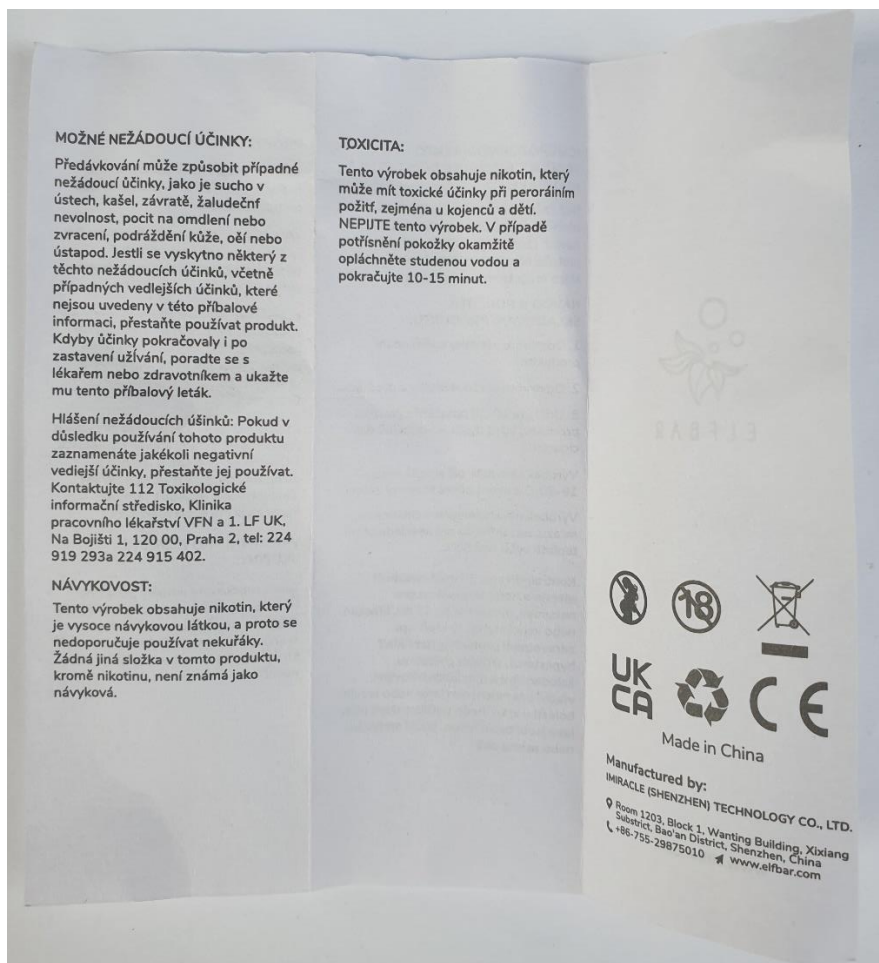 MOŽNÉ NEŽÁDOUCÍ ÚČINKY:
Předávkování může způsobit případné
nežádoucí ůčinky, jako je sucho v
ústech, kašel, závratě, žaludečnf
nevolnost, pocit na omdlení nebo
zvracení, podráždění kůže, oěí nebo
ústapod. Jestli se vyskytno některý z
těchto nežádoucích účinků, včetně
případných vedlejších účinků, které
nejsou uvedeny v této příbalové
informaci, přestaňte používat produkt.
Kdyby ůčinky pokračovaly i po
zastavení užívání, poradte se s
lékařem nebo zdravotníkem a ukažte
mu tento příbalový leták.
Hlášení nežádoucích úšinků: Pokud v
důsledku používání tohoto produktu
zaznamenáte jakékoli negativní
vediejší účinky, přestaňte jej používat.
Kontaktujte 112 Toxikologické
informační středisko, Klinika
pracovního lékařství VFN a 1. LF UK,
Na Bojišti 1, 120 00, Praha 2, tel: 224
919 293a 224 915 402.
NÁVYKOVOST:
Tento výrobek obsahuje nikotin, který
je vysoce návykovou látkou, a proto se
nedoporučuje používat nekuřáky.
Žádná jiná složka v tomto produktu,
kromě nikotinu, není známá jako
návyková.
TOXICITA:
Tento výrobek obsahuje nikotin, který
může mít toxické účinky při peroráiním
požitf, zejména u kojenců a dětí.
NEPIJTE tento výrobek. V případě
potřísnění pokožky okamžitě
opláchněte studenou vodou a
pokračujte 10-15 minut.
ELFBAR
18
UK
CA
CE
Made in China
Manufactured by:
IMIRACLE (SHENZHEN) TECHNOLOGY CO., LTD.
Room 1203, Block 1, Wanting Building, Xixiang
Substrict, Bao'an District, Shenzhen, China
+86-755-29875010 www.elfbar.com